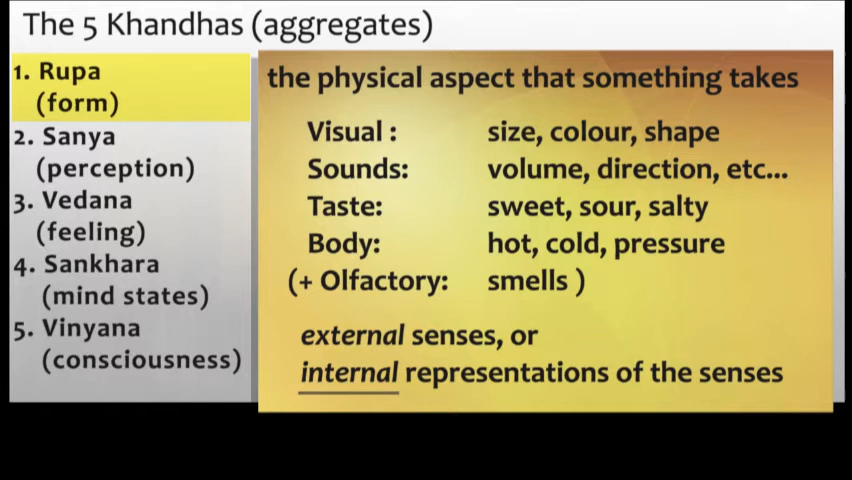 The 5 Khandhas (aggregates)
1. Rupa
(form)
2. Sanya
(perception)
3. Vedana
(feeling)
4. Sankhara
(mind states)
5. Vinyana
(consciousness)
the physical aspect that something takes
Visual : size, colour, shape
Sounds: volume, direction, etc...
Taste: sweet, sour, salty
Body: hot, cold, pressure
(+ Olfactory: smells )
external senses, or
internal representations of the senses